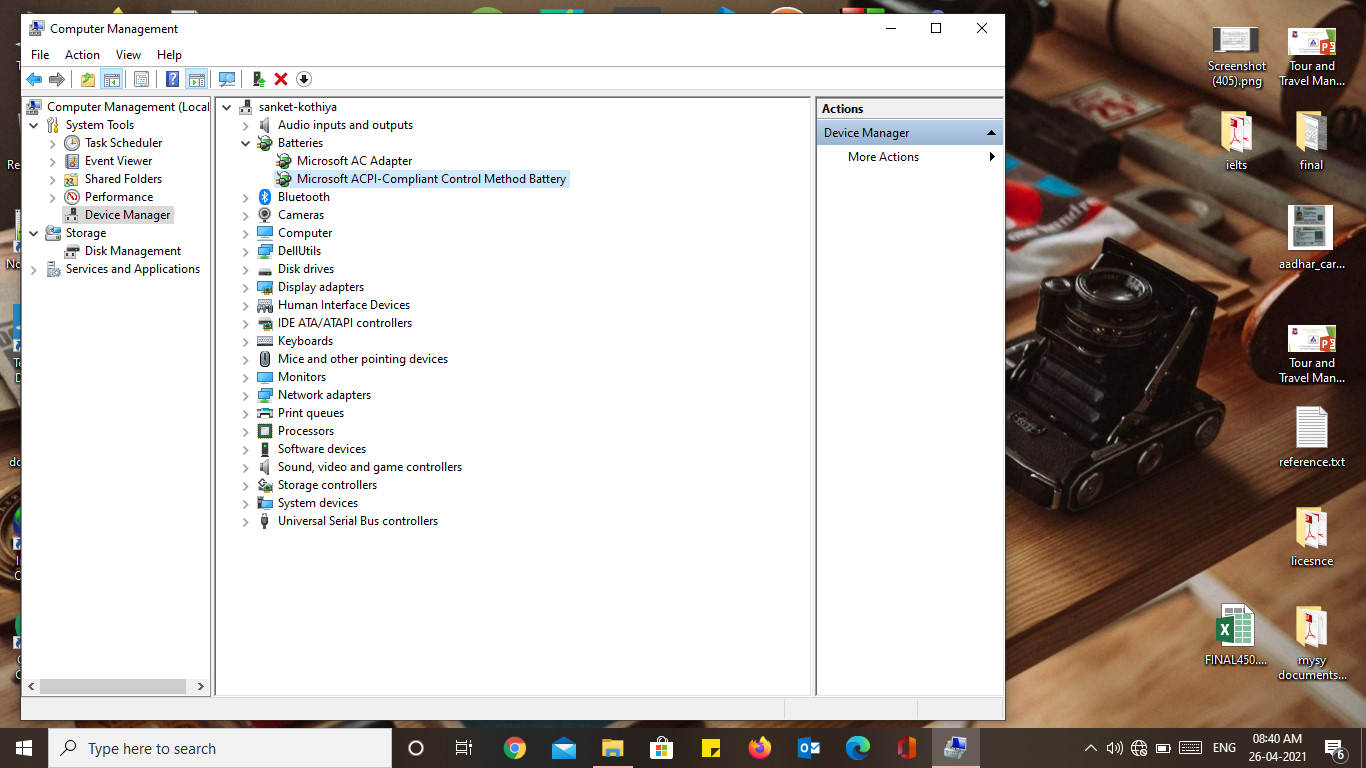 Computer Management
File Action View Help
Computer Management (Local
System Tools
Task Scheduler
Event Viewer
Shared Folders
Performance
Device Manager
Storage
Disk Management
Services and Applications
sanket-kothiya
Audio inputs and outputs
Batteries
Microsoft AC Adapter
Microsoft ACPI-Compliant Control Method Battery
Bluetooth
Cameras
Computer
DellUtils
Disk drives
Display adapters
Human Interface Devices
IDE ATA/ATAPI controllers
Keyboards
Mice and other pointing devices
Monitors
Network adapters
Print queues
Processors
Software devices
Sound, video and game controllers
Storage controllers
System devices
Universal Serial Bus controllers
Actions
Device Manager
More Actions
Screenshot
(405).png
Tour and
Travel Man...
ielts
final
aadhar_car...
Tour and
Travel Man...
reference.txt
licesnce
FINAL450....
mysy
documents...
Type here to search
ENG
08:40 AM
26-04-2021
6